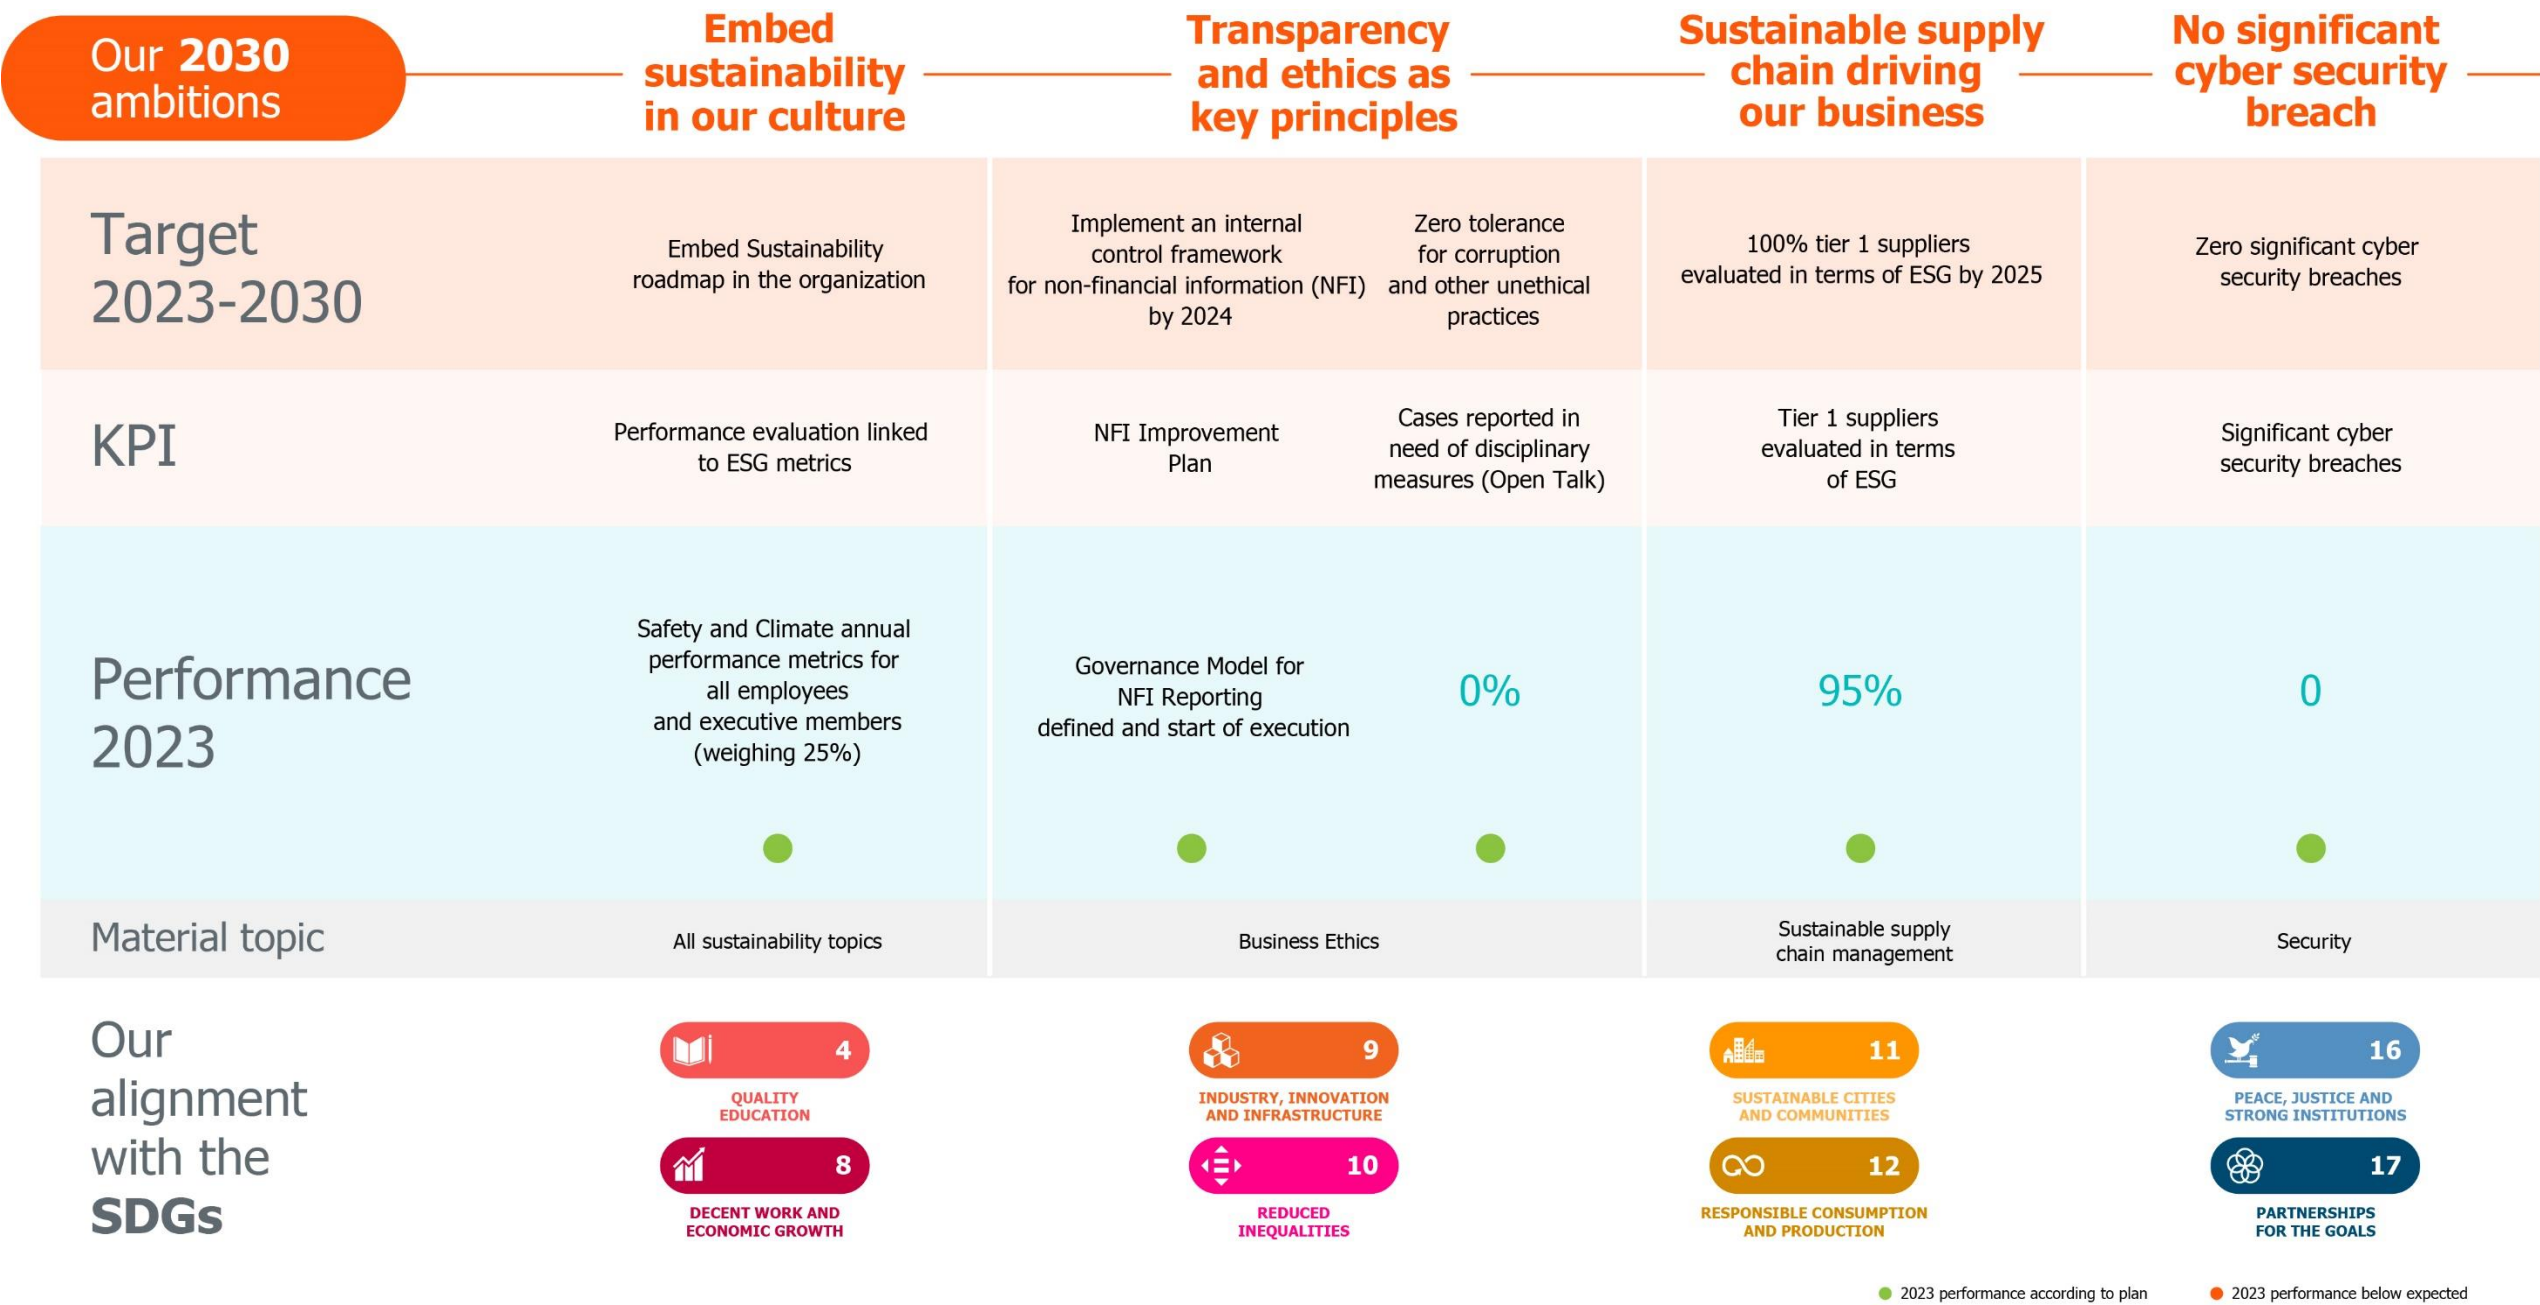 Our 2030
ambitions
Embed
sustainability
in our culture
Transparency
and ethics as
key principles
Sustainable supply
chain driving
our business
No significant
cyber security
breach
Target
2023-2030
Embed Sustainability
roadmap in the organization
Implement an internal
control framework
for non-financial information (NFI)
by 2024
Zero tolerance
for corruption
and other unethical
practices
100% tier 1 suppliers
evaluated in terms of ESG by 2025
Zero significant cyber
security breaches
KPI
Performance evaluation linked
to ESG metrics
NFI Improvement
Plan
Cases reported in
need of disciplinary
measures (Open Talk)
Tier 1 suppliers
evaluated in terms
of ESG
Significant cyber
security breaches
Performance
2023
Safety and Climate annual
performance metrics for
all employees
and executive members
(weighing 25%)
Governance Model for
NFI Reporting
defined and start of execution
0%
95%
0
Material topic
All sustainability topics
Business Ethics
Sustainable supply
chain management
Security
Our
alignment
with the
SDGs
4
QUALITY
EDUCATION
8
DECENT WORK AND
ECONOMIC GROWTH
9
INDUSTRY, INNOVATION
AND INFRASTRUCTURE
10
REDUCED
INEQUALITIES
11
SUSTAINABLE CITIES
AND COMMUNITIES
12
RESPONSIBLE CONSUMPTION
AND PRODUCTION
16
PEACE, JUSTICE AND
STRONG INSTITUTIONS
17
PARTNERSHIPS
FOR THE GOALS
2023 performance according to plan
2023 performance below expected